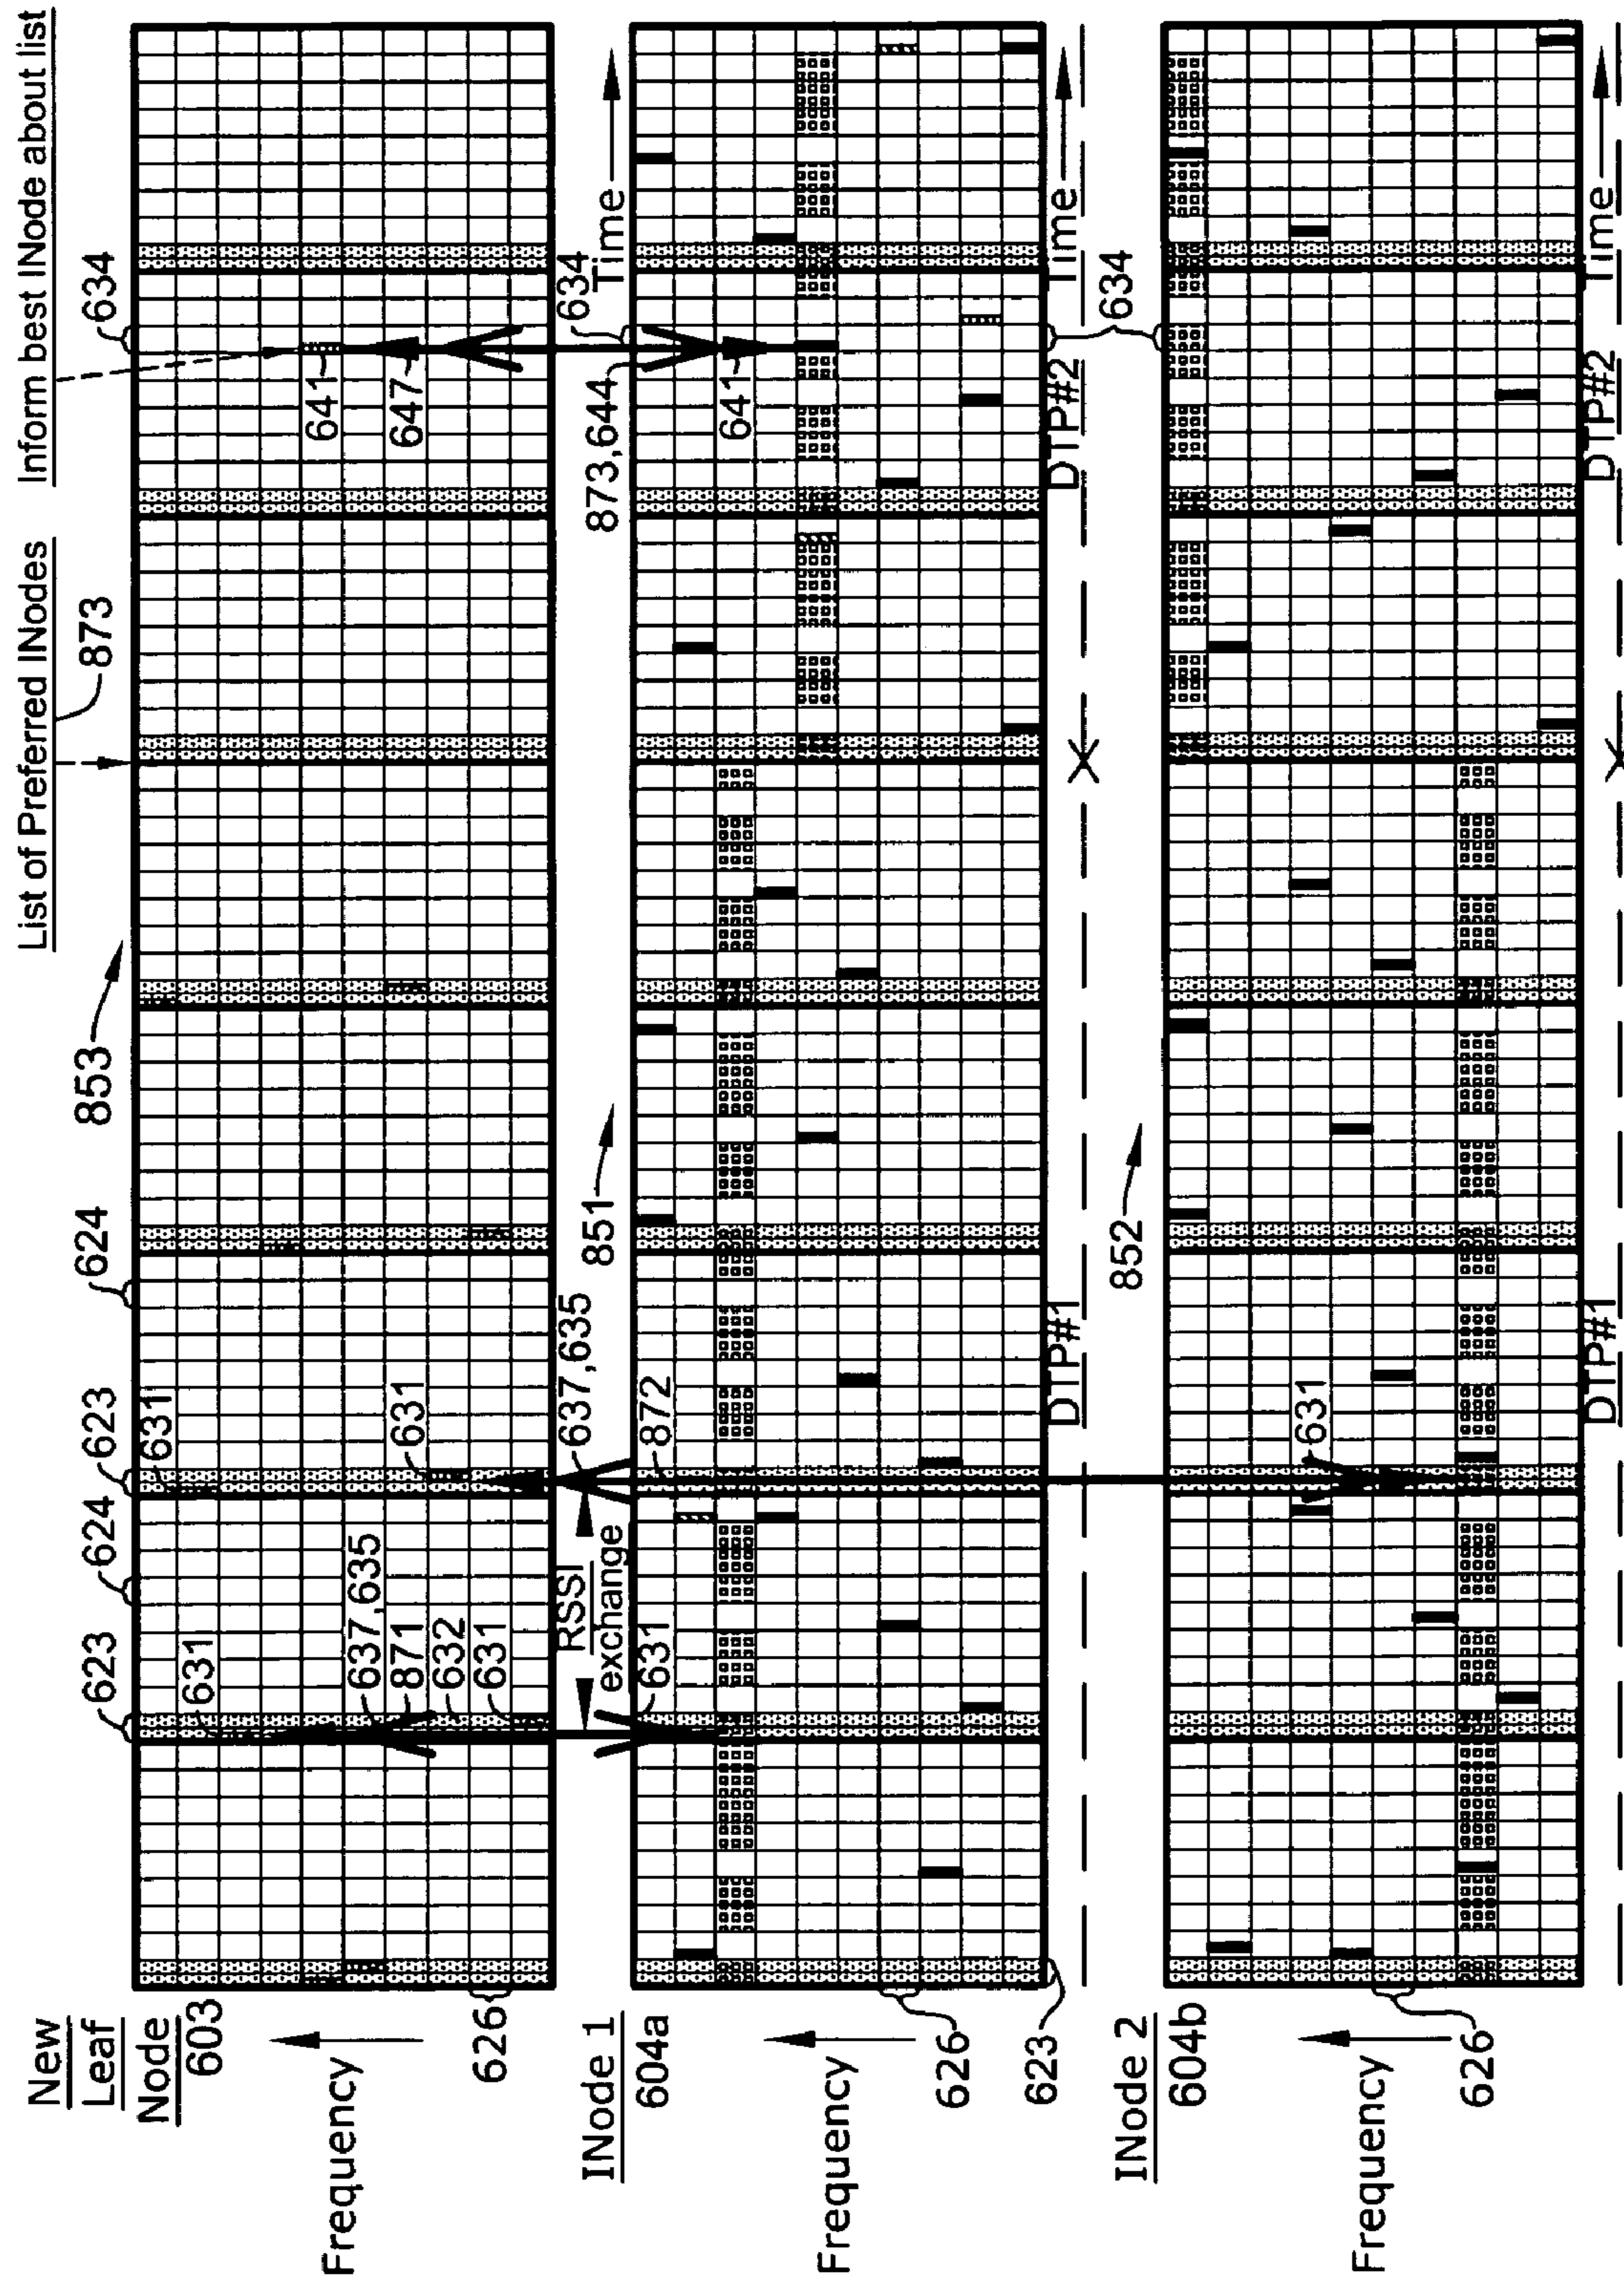 New
Leaf
Node
603
Frequency
626
623
631
637,635
871
632
631
624
623
631
631
624
853
List of Preferred INodes
873
Inform best INode about list
634
641
647
RSSI
exchange
637,635
634
Time
INode 1
604a
Frequency
626
623
631
872
851
873,644
641
DTP#1
DTP#2
Time
634
INode 2
604b
Frequency
626
631
852
DTP#1
DTP#2
Time